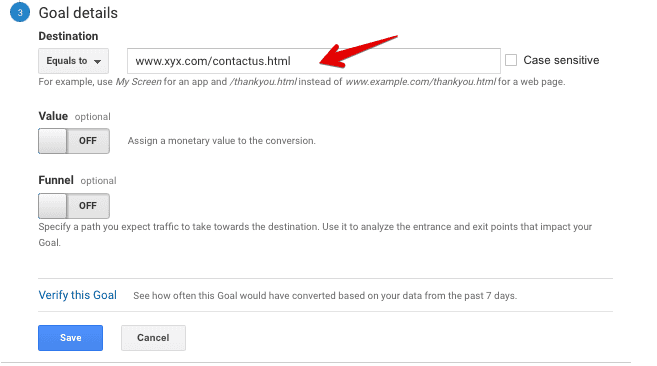 3 Goal details
Destination
Equals to www.xyx.com/contactus.html Case sensitive
For example, use My Screen for an app and /thankyou.html instead of www.example.com/thankyou.html for a web page.
Value optional
OFF Assign a monetary value to the conversion.
Funnel optional
OFF
Specify a path you expect traffic to take towards the destination. Use it to analyze the entrance and exit points that impact your
Goal.
Verify this Goal See how often this Goal would have converted based on your data from the past 7 days.
Save Cancel